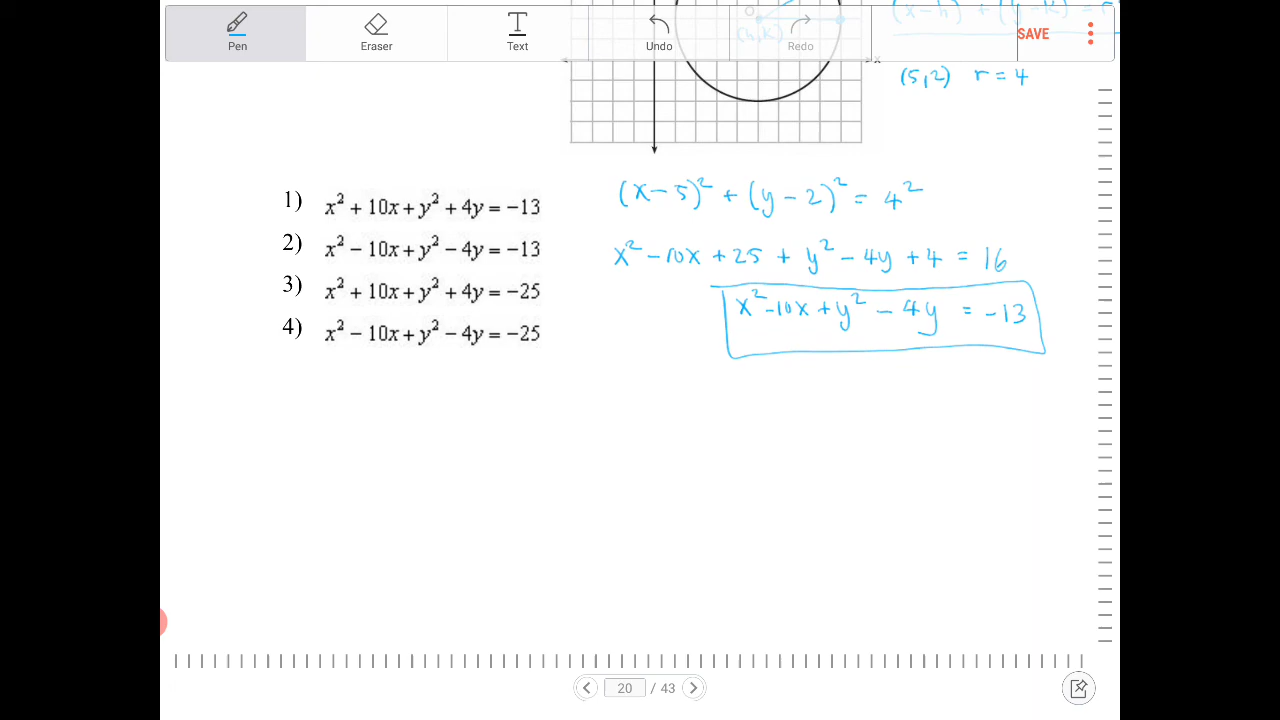 Pen
Eraser
Text
Undo
Redo
SAVE
(x-h) + (y-k) =
(h,k)
(5,2) r = 4
1) x² + 10x + y² + 4y = −13
2) x² − 10x + y² − 4y = −13
3) x² + 10x + y² + 4y = −25
4) x² − 10x + y² − 4y = −25
(x-5)² + (y-2)² = 4²
x² -10x +25 + y² - 4y +4 = 16
x² -10x + y² - 4y = -13
20 / 43